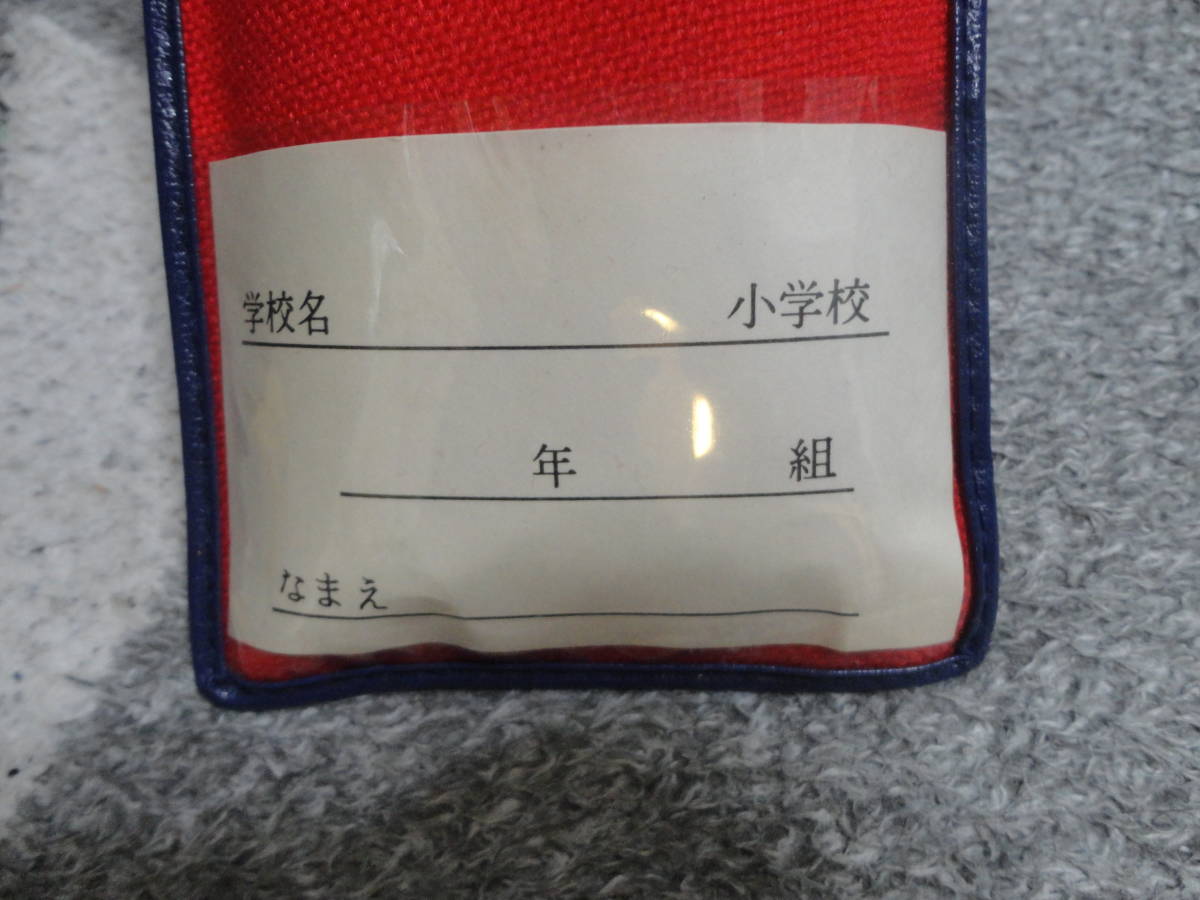 学校名 小学校
年 組
なまえ